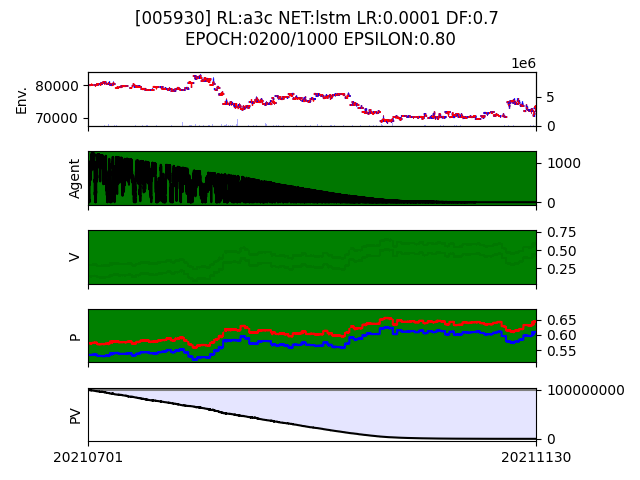 [005930] RL:a3c NET:lstm LR:0.0001 DF:0.7
EPOCH:0200/1000 EPSILON:0.80
1e6
Env.
80000
70000
5
0
Agent
1000
0
V
0.75
0.50
0.25
P
0.65
0.60
0.55
PV
100000000
0
20210701
20211130